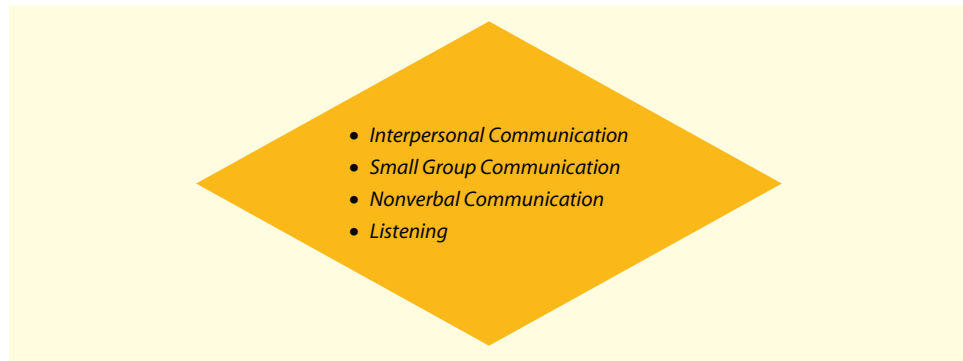 • Interpersonal Communication
• Small Group Communication
• Nonverbal Communication
• Listening